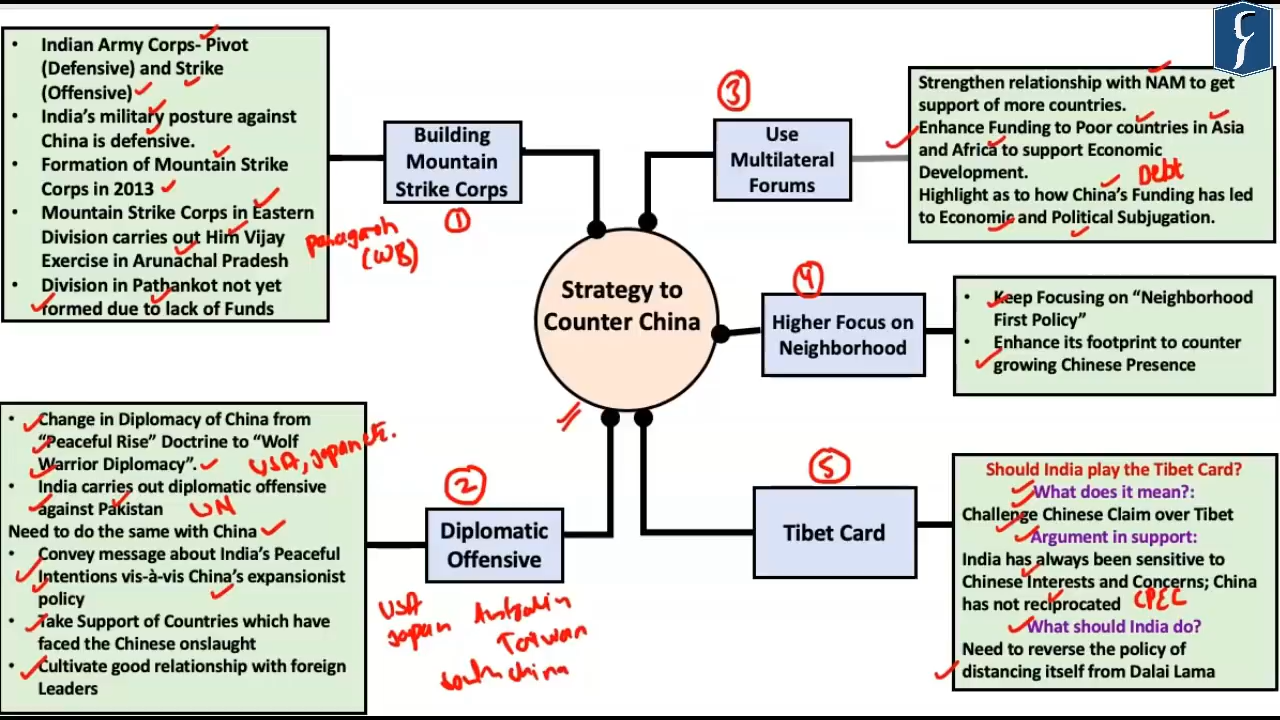 • Indian Army Corps- Pivot
(Defensive) and Strike
(Offensive)
• India's military posture against
China is defensive.
• Formation of Mountain Strike
Corps in 2013
• Mountain Strike Corps in Eastern
Division carries out Him Vijay
Exercise in Arunachal Pradesh
• Division in Pathankot not yet
formed due to lack of Funds
Building
Mountain
Strike Corps
1
panagarh
(WB)
3
Use
Multilateral
Forums
Strengthen relationship with NAM to get
support of more countries.
Enhance Funding to Poor countries in Asia
and Africa to support Economic
Development.
Debt
Highlight as to how China's Funding has led
to Economic and Political Subjugation.
Strategy to
Counter China
4
Higher Focus on
Neighborhood
• Keep Focusing on "Neighborhood
First Policy"
• Enhance its footprint to counter
growing Chinese Presence
• Change in Diplomacy of China from
"Peaceful Rise" Doctrine to "Wolf
Warrior Diplomacy".
USA, Japan etc.
• India carries out diplomatic offensive
against Pakistan
UN
Need to do the same with China
• Convey message about India's Peaceful
Intentions vis-à-vis China's expansionist
policy
• Take Support of Countries which have
faced the Chinese onslaught
• Cultivate good relationship with foreign
Leaders
2
Diplomatic
Offensive
USA
Japan
Australia
Taiwan
South China
5
Tibet Card
Should India play the Tibet Card?
What does it mean?:
Challenge Chinese Claim over Tibet
Argument in support:
India has always been sensitive to
Chinese Interests and Concerns; China
has not reciprocated
CPEC
What should India do?
Need to reverse the policy of
distancing itself from Dalai Lama